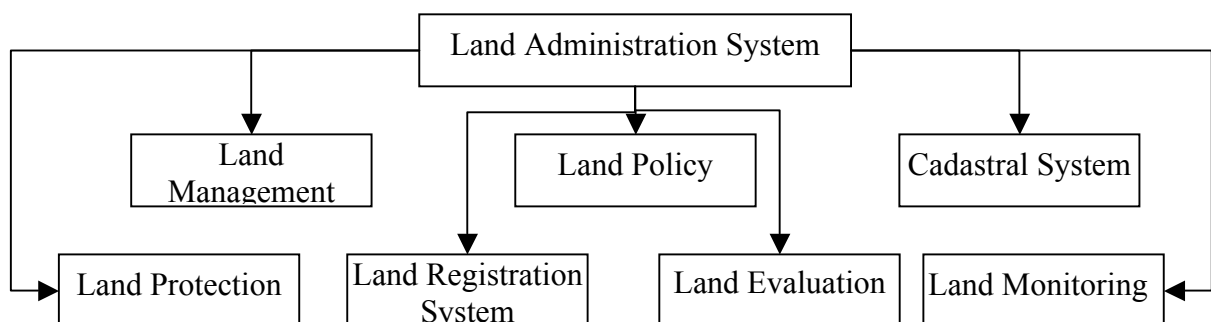 Land Administration System
Land
Management
Land Policy
Cadastral System
Land Protection
Land Registration
System
Land Evaluation
Land Monitoring